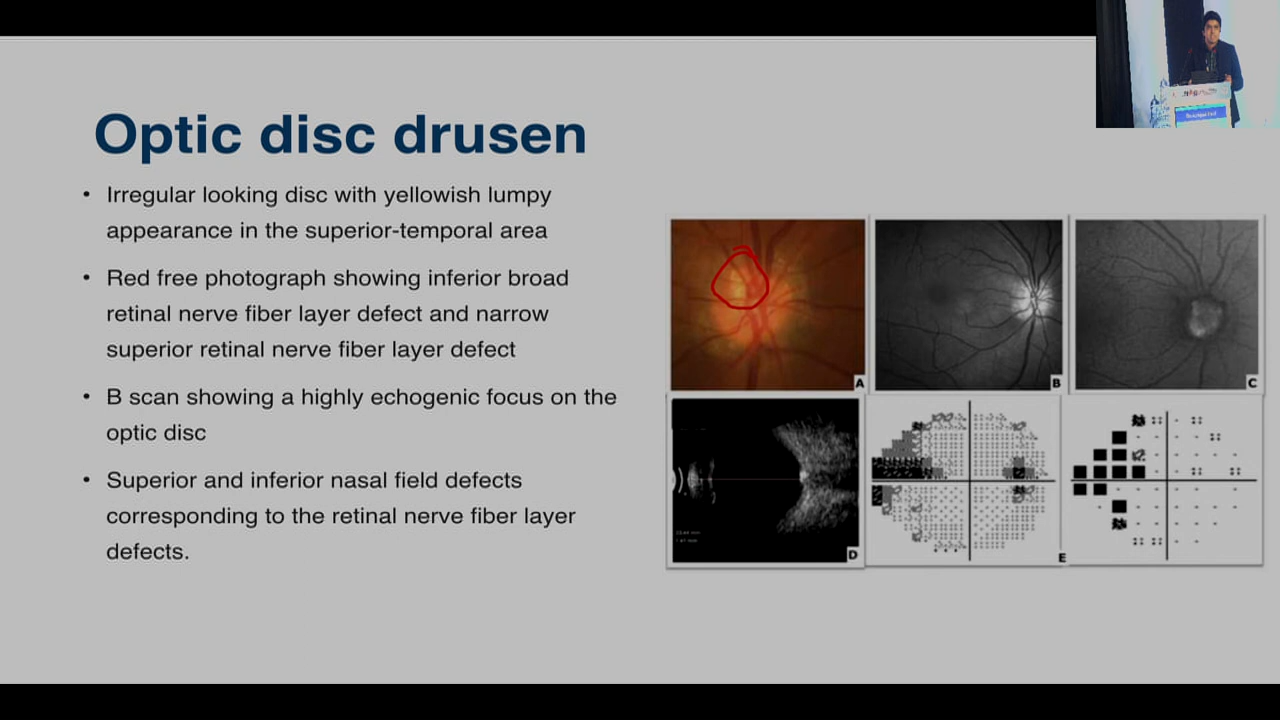 Optic disc drusen
• Irregular looking disc with yellowish lumpy
appearance in the superior-temporal area
• Red free photograph showing inferior broad
retinal nerve fiber layer defect and narrow
superior retinal nerve fiber layer defect
• B scan showing a highly echogenic focus on the
optic disc
• Superior and inferior nasal field defects
corresponding to the retinal nerve fiber layer
defects.
A
B
C
D
E